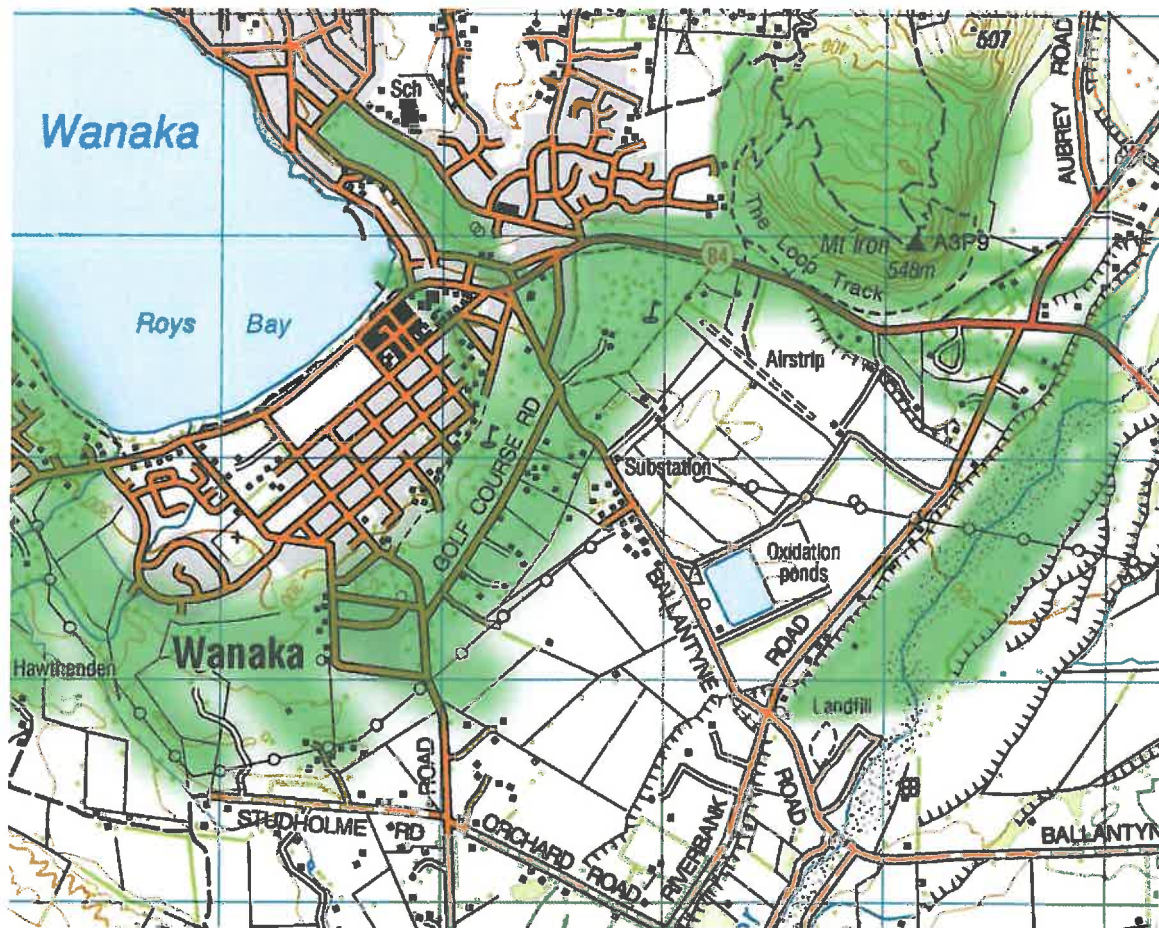 607
400
ROAD
AUBREY
Sch
Wanaka
The Loop Track
Mt Iron
A3P9
548m
84
Roys Bay
Airstrip
GOLF COURSE RD
Substation
Oxidation
ponds
BALLANTYNE
ROAD
Wanaka
Hawthenden
Landfill
ROAD
ROAD
STUDHOLME RD
ORCHARD
ROAD
RIVERBANK
BALLANTYN